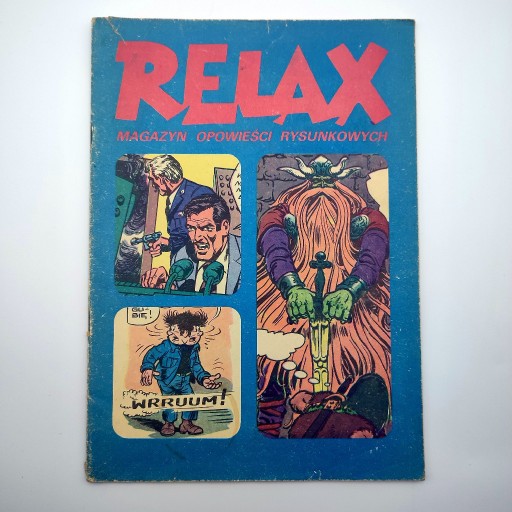 RELAX
MAGAZYN OPOWIEŚCI RYSUNKOWYCH
WRRUUM!